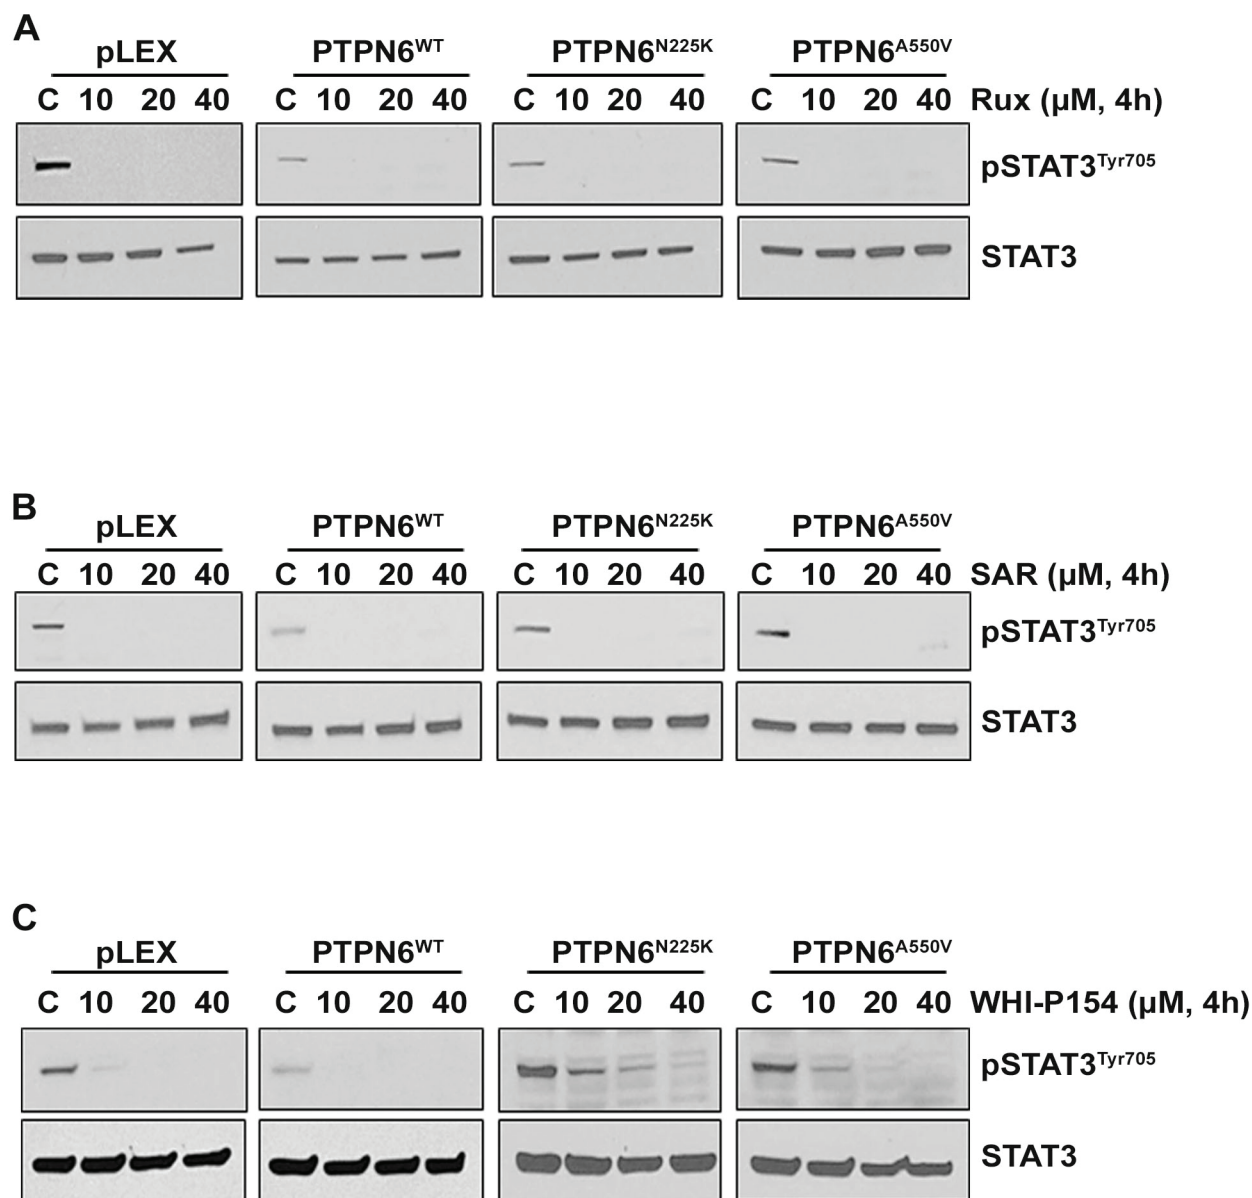 A
pLEX PTPN6WT PTPN6N225K PTPN6A550V
C 10 20 40 C 10 20 40 C 10 20 40 C 10 20 40 Rux (µM, 4h)
pSTAT3Tyr705
STAT3
B
pLEX PTPN6WT PTPN6N225K PTPN6A550V
C 10 20 40 C 10 20 40 C 10 20 40 C 10 20 40 SAR (µM, 4h)
pSTAT3Tyr705
STAT3
C
pLEX PTPN6WT PTPN6N225K PTPN6A550V
C 10 20 40 C 10 20 40 C 10 20 40 C 10 20 40 WHI-P154 (µM, 4h)
pSTAT3Tyr705
STAT3